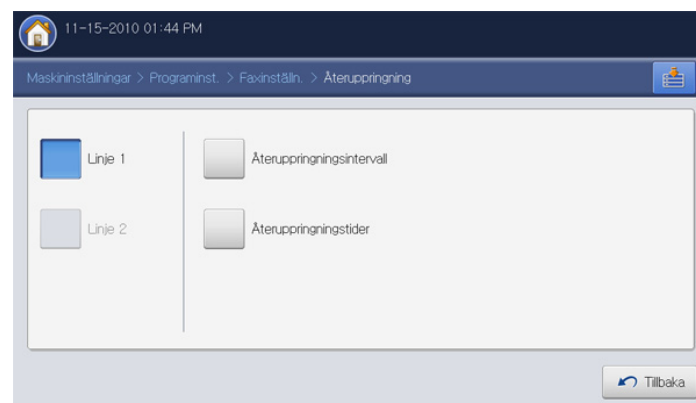 11-15-2010 01:44 PM
Maskininställningar > Programinst. > Faxinställn. > Återuppringning
Linje 1
Återuppringningsintervall
Linje 2
Återuppringningstider
Tillbaka